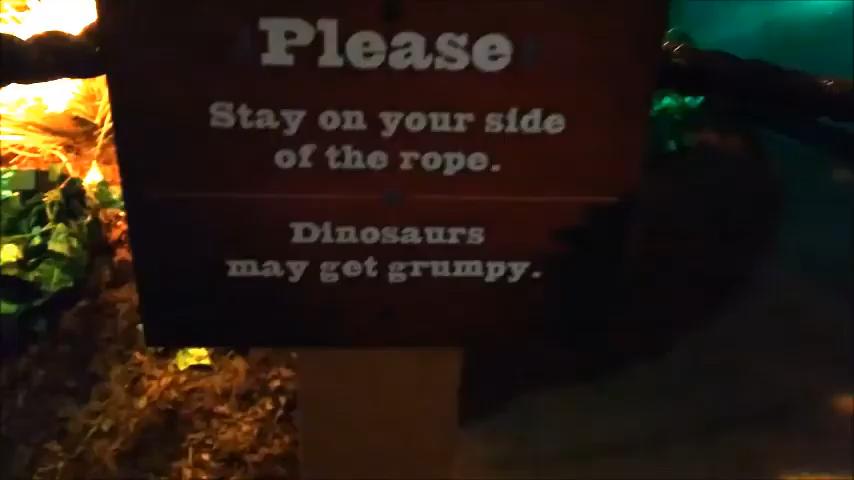 Please
Stay on your side
of the rope.
Dinosaurs
may get grumpy.